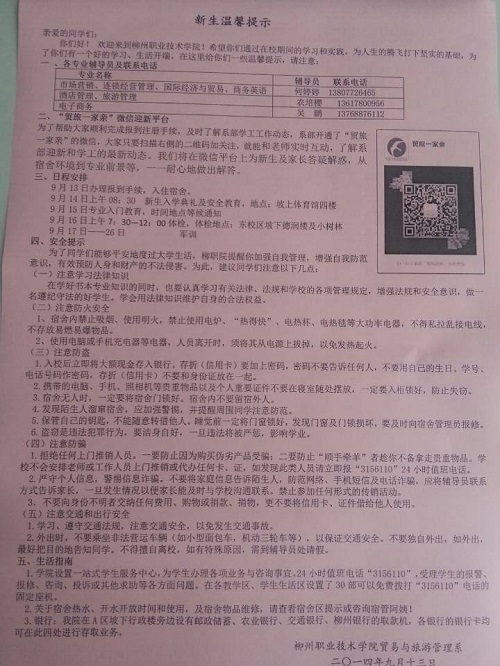 新生温馨提示
亲爱的同学们：
你们好！ 欢迎来到柳州职业技术学院！希望你们通过在校期间的学习和实践，为人生的腾飞打下坚实的基础。为
了你们有一个好的学习、生活开端，在这里给你们一些温馨提示，请注意：
一、各专业辅导员及联系电话
专业名称 辅导员 联系电话
市场营销、连锁经营管理、国际经济与贸易、商务英语 何婷婷 13807726465
酒店管理、旅游管理 农培樱 13617800956
电子商务 吴 鹏 13768876112
二、“贸旅一家亲”微信迎新平台
为了帮助大家顺利完成报到注册手续，及时了解系部学工工作动态，系部开通了“贸旅
一家亲”的微信，大家只要扫描右侧的二维码加关注，就能和老师实时互动，了解系
部迎新和学工的最新动态。我们将在微信平台上为新生及家长答疑解惑，从
宿舍环境到专业前景等，一一耐心地做出解答。
贸旅一家亲
三、日程安排
9 月 13 日办理报到手续，入住宿舍。
9 月 14 日上午 08：30 新生入学典礼及安全教育，地点：坡上体育馆四楼
9 月 15 日专业入门教育，时间地点等候通知
9 月 16 日上午 7：30—12：00 体检，体检地点：东校区坡下德润楼及小树林
9 月 17 日——26 日 军训
四、安全提示
为了同学们能够平安地度过大学生活，柳职院提醒你加强自我管理，增强自我防范
意识，有效预防人身和财产的不法侵害，为此，建议同学们注意以下几点：
（一）注意学习法律知识
在学好书本专业知识的同时，也要认真学习有关法律、法规和学校的各项管理规定，增强法规和安全意识，做一
名遵纪守法的好学生，学会用法律知识维护自身的合法权益。
（二）注意防火安全
1．宿舍内禁止吸烟、使用明火，禁止使用电炉、“热得快”、电热杯、电热毯等大功率电器，不得私拉乱接电线，
不存放易燃易爆物品。
2、使用电脑或手机充电器等电器，人员离开时，须将其从电源上拔掉，以免发热起火。
（三）注意防盗
1.入校后立即将大额现金存入银行，存折（信用卡）要加上密码，密码不要告诉任何人，不要用自己的生日、学号、
电话号码作密码，存折（信用卡）不要和身份证放在一起。
2.携带的电脑、手机、照相机等贵重物品以及个人重要证件不要在夜室随处摆放，一定要入柜锁好，防止失窃。
3.宿舍无人时，一定要将宿舍门锁好。宿舍内不要留宿外人。
4.发现陌生人溜窜宿舍，应加强警惕，并提醒周围同学注意防范。
5.保管自己的钥匙，不能随意转借他人。睡觉前一定将门窗锁好，发现门窗及门锁损坏，要及时向宿舍管理员报修。
6.盗窃是违法犯罪行为，要洁身自好，一旦违法将被严惩，影响学业。
（四）注意防骗
1.拒绝任何上门推销人员。一要防止因为购买伪劣产品受骗；二要防止“顺手牵羊”者趁你不备拿走贵重物品。学
校不会安排老师或工作人员上门推销或代办任何卡、证。如发现此类人员请立即报“3156110”24 小时值班电话。
2.严守个人信息，警惕信息诈骗。不要将家庭信息告诉陌生人，防范网络、手机短信及电话诈骗，应将辅导员联系
方式告诉家长。一旦发生情况以便家长能及时与学校沟通联系。禁止参加任何形式的传销活动。
3．不要向身份不明者交纳任何费用、购物或捐款、捐物，更不要将信用卡、证件借给他人使用。
（五）注意交通和出行安全
1.学习、遵守交通法规，注意交通安全，以免发生交通事故。
2.外出时，不要乘坐非法营运车辆（如小型面包车，机动三轮车等），以保证交通安全。不要独自外出，如外出，
最好把目的地告知同学。不得擅自离校，如有特殊原因，需到辅导员处请假。
五、生活指南
1.学院设置一站式学生服务中心，为学生办理各项业务与咨询事宜，24 小时值班电话“3156110”，受理学生的报警、
报修、咨询、投诉或其他求助等各方面问题。在各教学区、学生生活区设置了 30 部可以免费拨打“3156110”电话的
固定座机。
2.关于宿舍热水、开水开放时间和使用，及宿舍物品维修，请查看宿舍区提示或咨询宿管阿姨！
3.银行：我院在 A 区坡下行政楼旁边设有邮政储蓄、农业银行、交通银行、柳州银行的取款机，各银行的银行卡均
可在此四处进行存取业务。
柳州职业技术学院贸易与旅游管理系
二〇一四年九月十三日